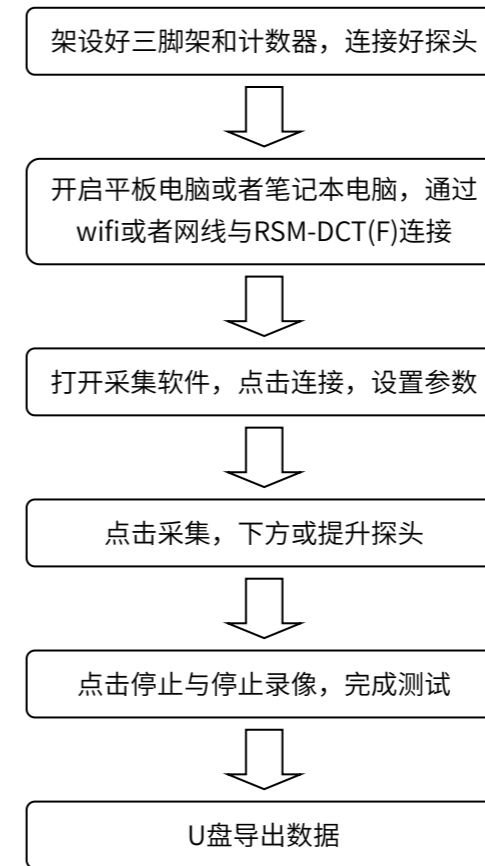 架设好三脚架和计数器，连接好探头
开启平板电脑或者笔记本电脑，通过
wifi或者网线与RSM-DCT(F)连接
打开采集软件，点击连接，设置参数
点击采集，下方或提升探头
点击停止与停止录像，完成测试
U盘导出数据